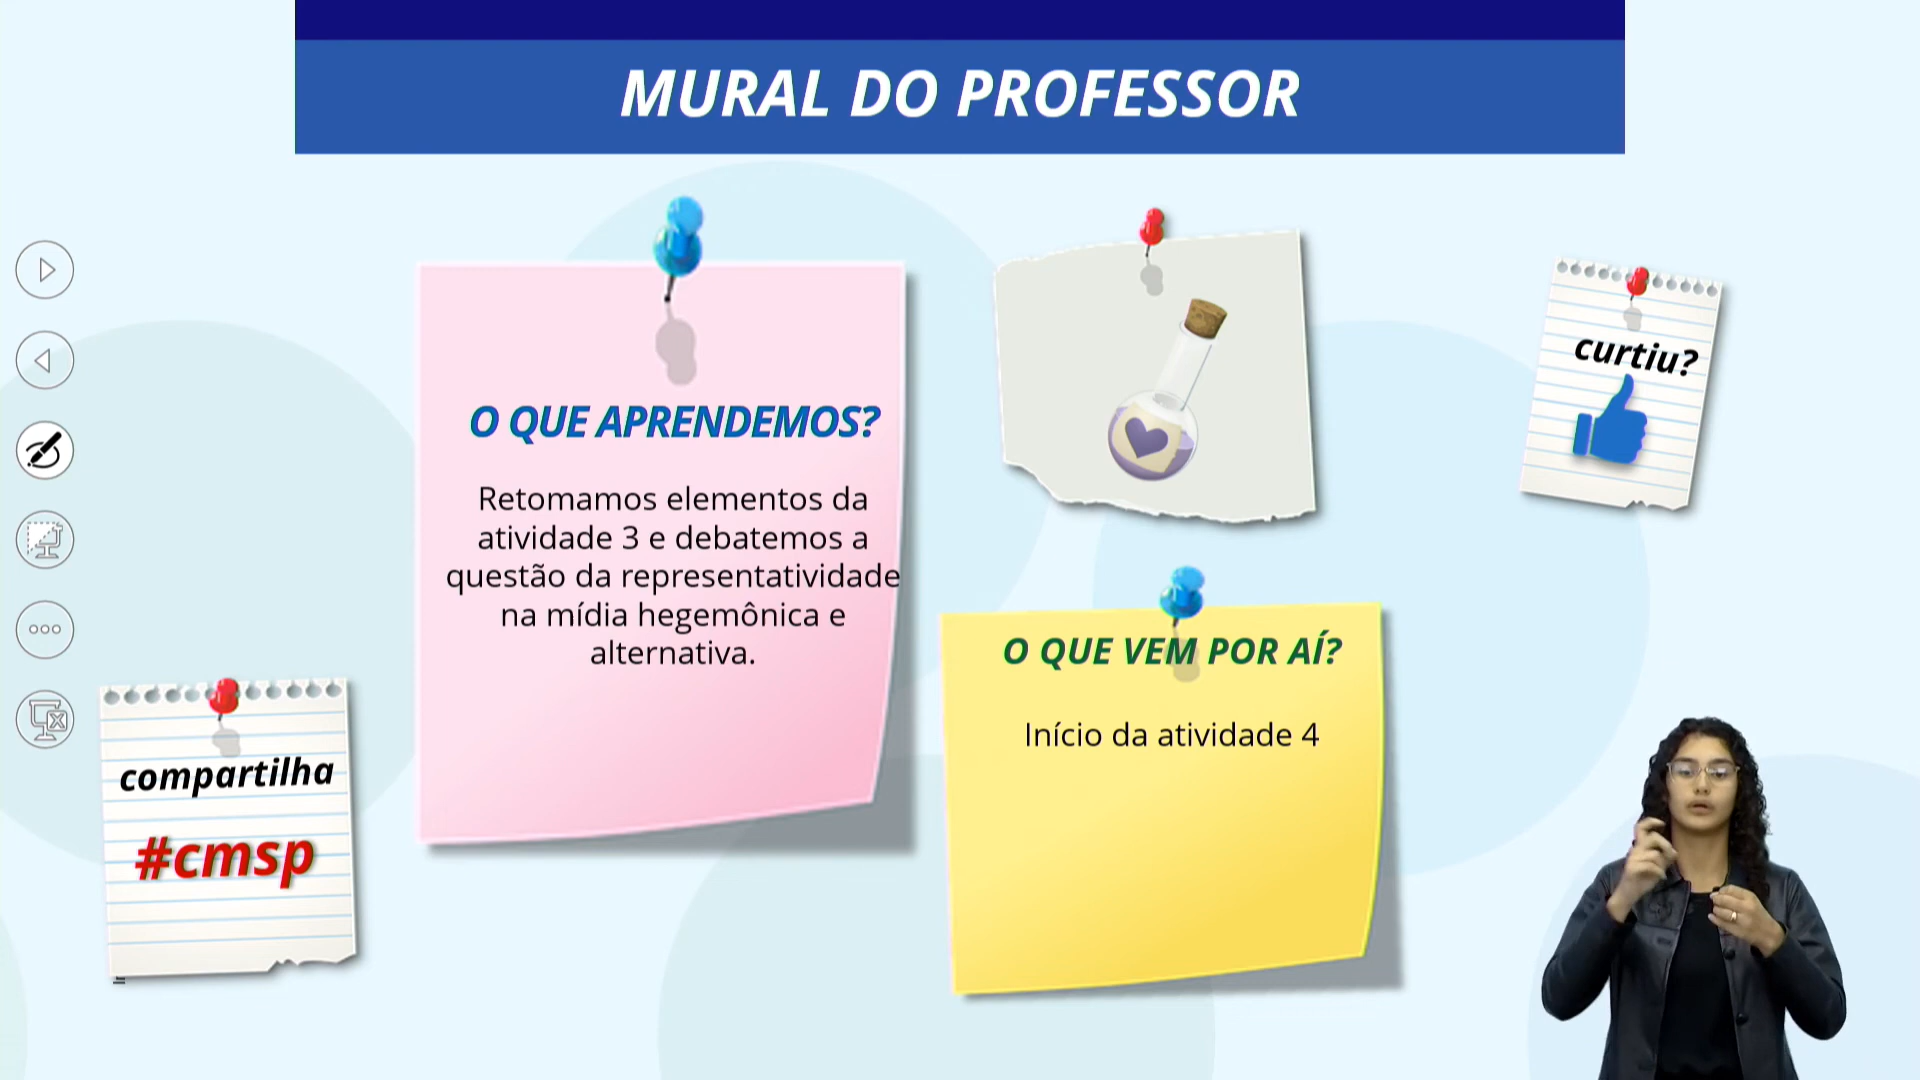 MURAL DO PROFESSOR
O QUE APRENDEMOS?
Retomamos elementos da
atividade 3 e debatemos a
questão da representatividade
na mídia hegemônica e
alternativa.
curtiu?
O QUE VEM POR AÍ?
Início da atividade 4
compartilha
#cmsp